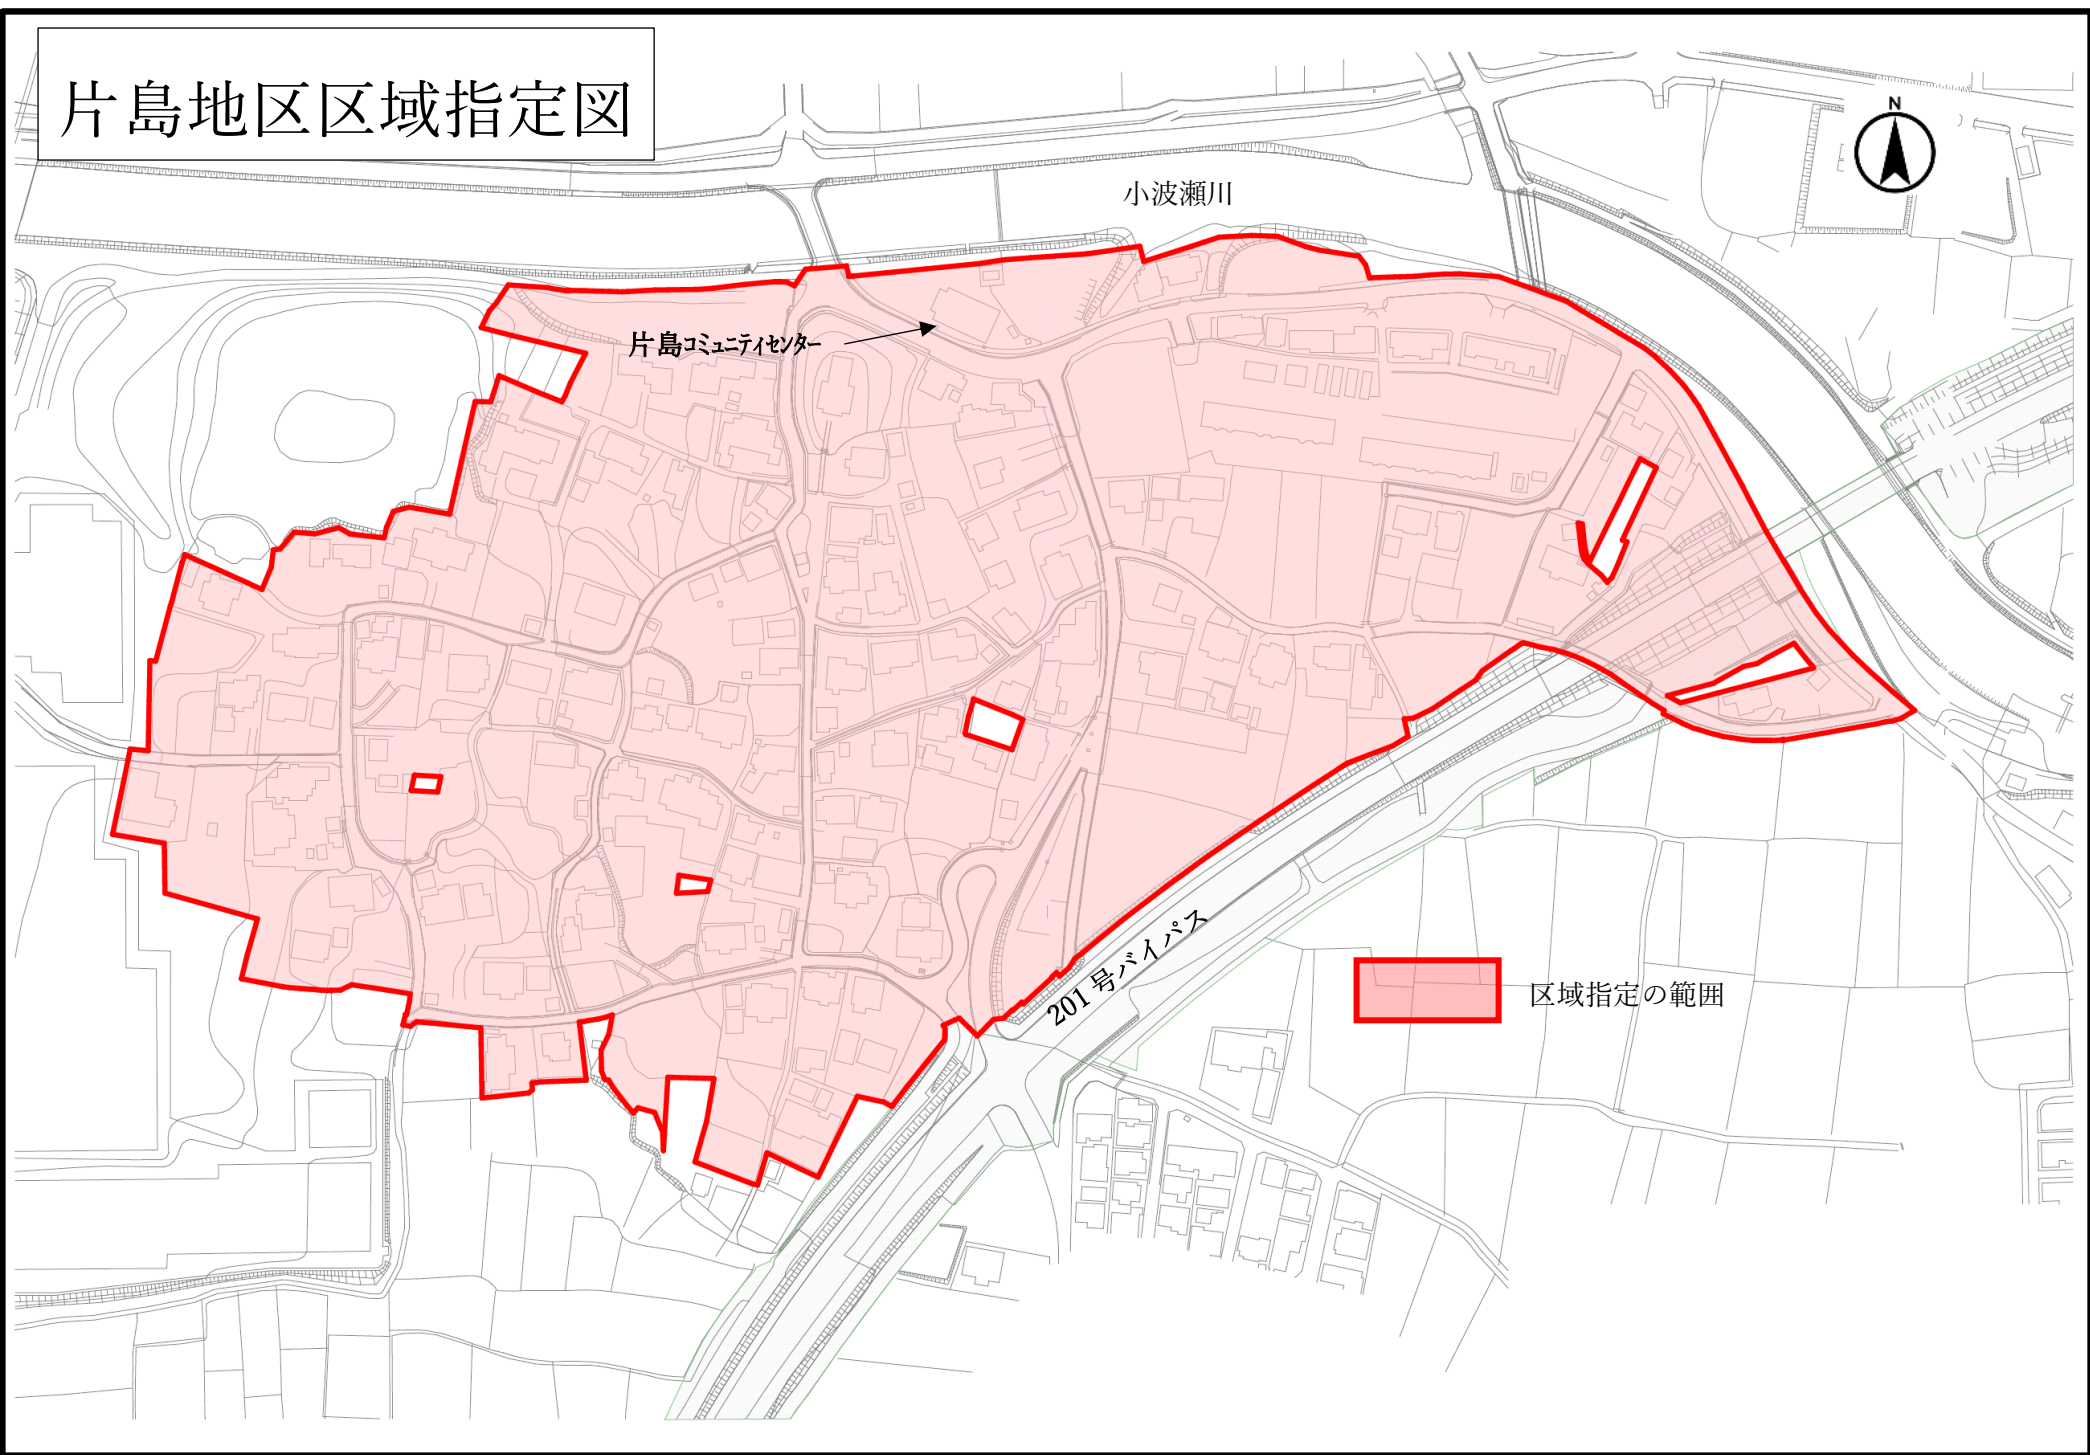 片島地区区域指定図
N
小波瀬川
片島コミュニティセンター
201号バイパス
区域指定の範囲